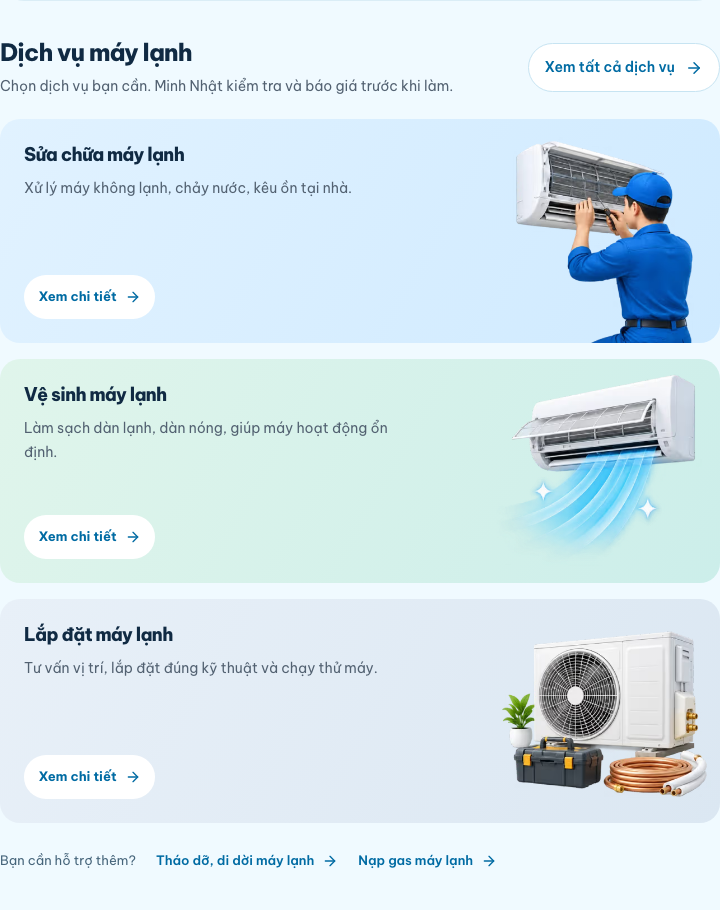 Dịch vụ máy lạnh
Chọn dịch vụ bạn cần. Minh Nhật kiểm tra và báo giá trước khi làm.
Xem tất cả dịch vụ
Sửa chữa máy lạnh
Xử lý máy không lạnh, chảy nước, kêu ồn tại nhà.
Xem chi tiết
Vệ sinh máy lạnh
Làm sạch dàn lạnh, dàn nóng, giúp máy hoạt động ổn
định.
Xem chi tiết
Lắp đặt máy lạnh
Tư vấn vị trí, lắp đặt đúng kỹ thuật và chạy thử máy.
Xem chi tiết
Bạn cần hỗ trợ thêm? Tháo dỡ, di dời máy lạnh Nạp gas máy lạnh